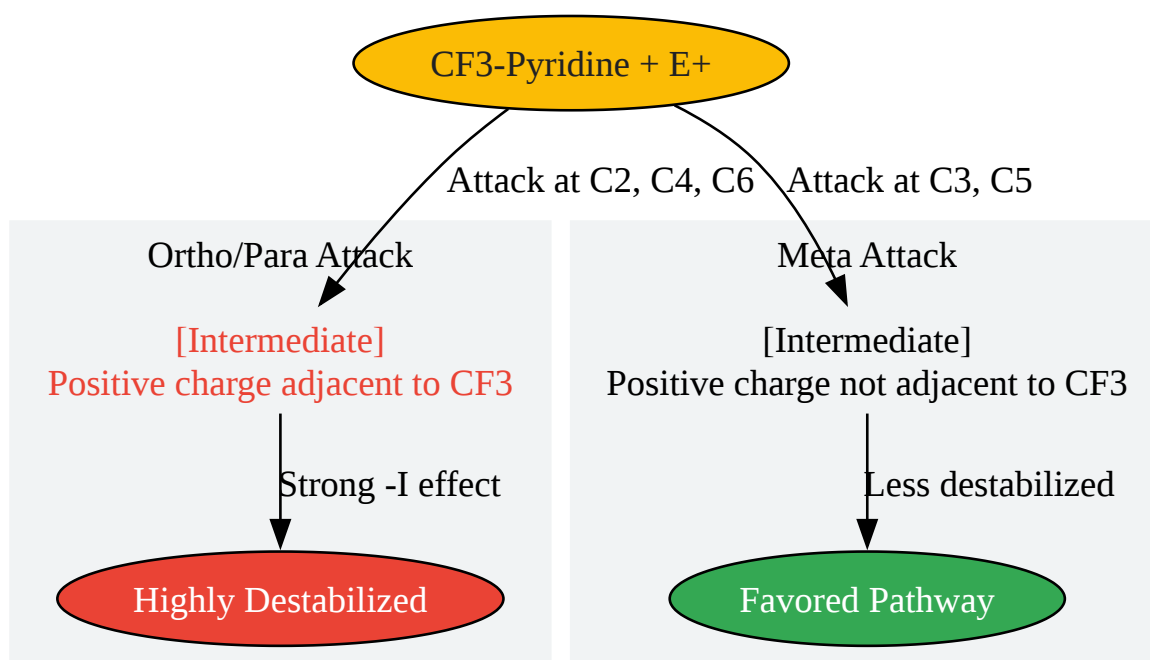 CF3-Pyridine + E+
Attack at C2, C4, C6
Attack at C3, C5
Ortho/Para Attack
Meta Attack
[Intermediate]
Positive charge adjacent to CF3
[Intermediate]
Positive charge not adjacent to CF3
Strong -I effect
Less destabilized
Highly Destabilized
Favored Pathway